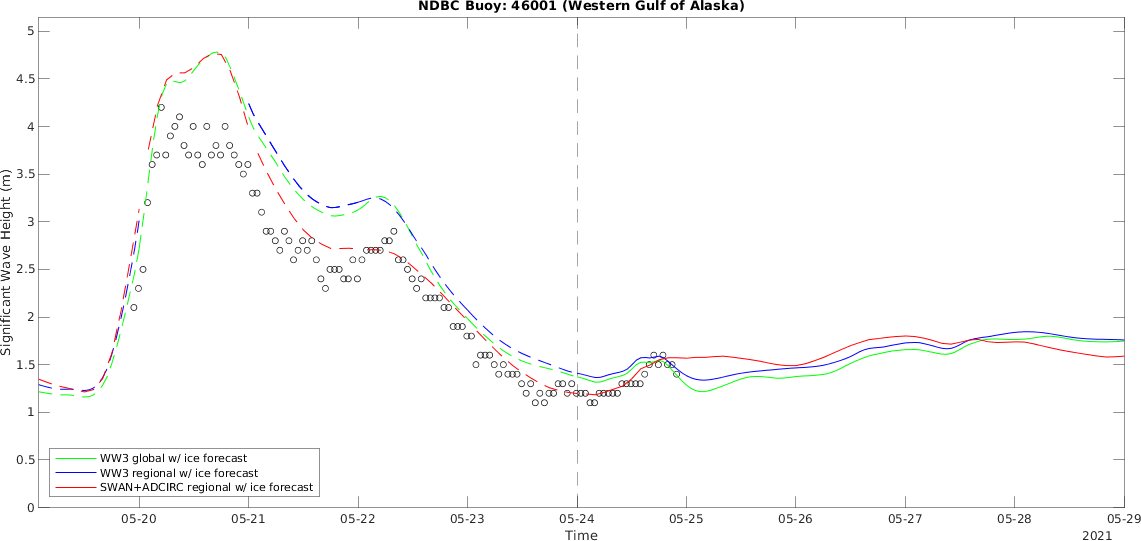 NDBC Buoy: 46001 (Western Gulf of Alaska)
Significant Wave Height (m)
5
4.5
4
3.5
3
2.5
2
1.5
1
0.5
0
WW3 global w/ ice forecast
WW3 regional w/ ice forecast
SWAN+ADCIRC regional w/ ice forecast
05-20 05-21 05-22 05-23 05-24 05-25 05-26 05-27 05-28 05-29
Time
2021